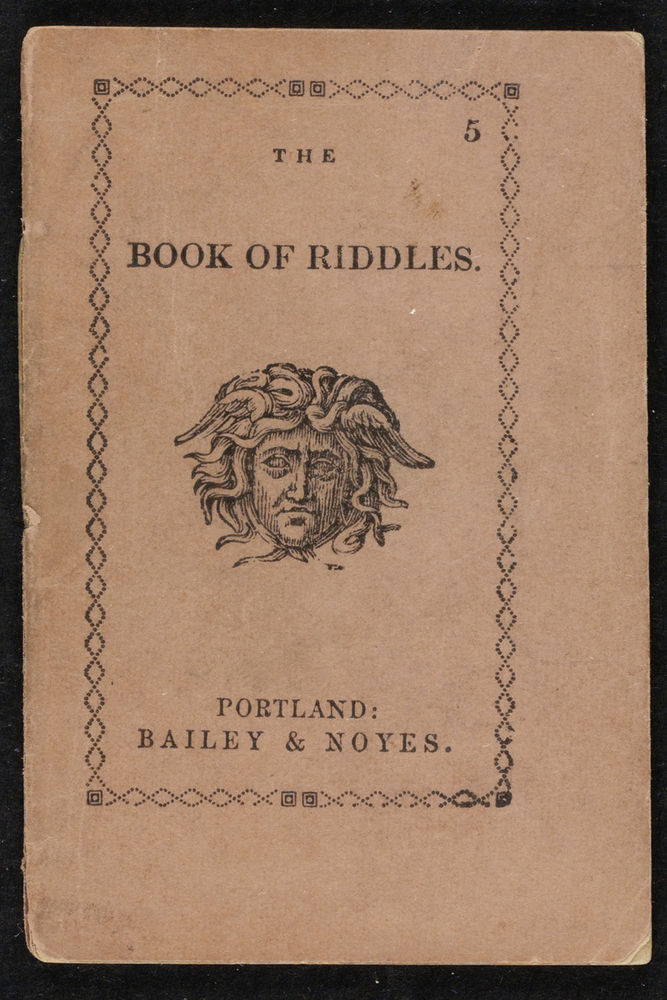 5
THE
BOOK OF RIDDLES.
PORTLAND:
BAILEY & NOYES.